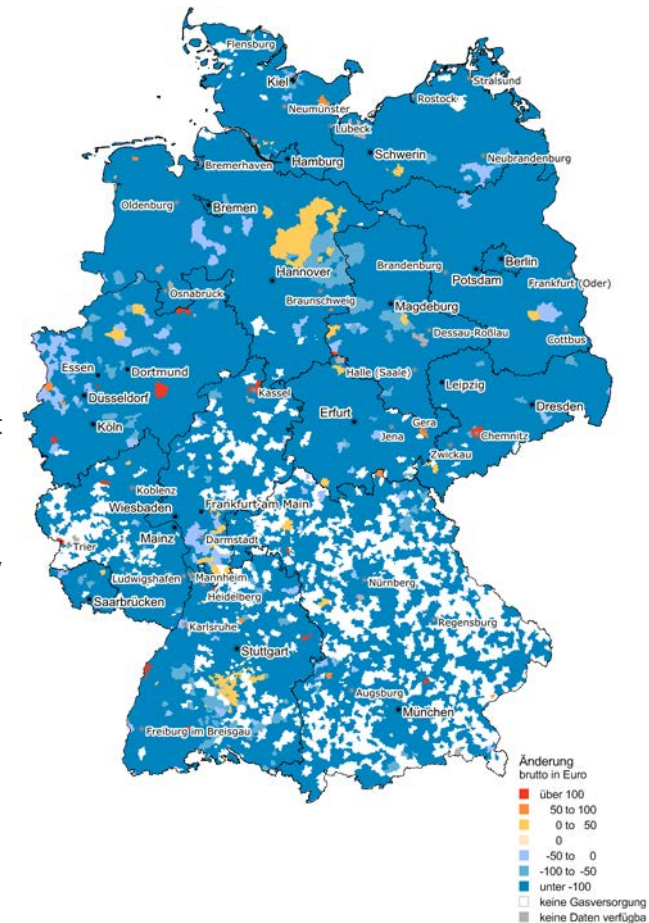 Flensburg
Kiel
Stralsund
Rostock
Neumünster
Lübeck
Schwerin
Neubrandenburg
Bremerhaven
Hamburg
Oldenburg
Bremen
Berlin
Brandenburg
Potsdam
Frankfurt (Oder)
Hannover
Osnabrück
Braunschweig
Magdeburg
Dessau-Roßlau
Cottbus
Essen
Dortmund
Halle (Saale)
Düsseldorf
Kassel
Leipzig
Köln
Erfurt
Dresden
Gera
Jena
Chemnitz
Zwickau
Koblenz
Frankfurt am Main
Wiesbaden
Mainz
Darmstadt
Trier
Ludwigshafen
Mannheim
Nürnberg
Heidelberg
Saarbrücken
Regensburg
Karlsruhe
Stuttgart
Augsburg
München
Freiburg im Breisgau
Änderung
brutto in Euro
über 100
50 to 100
0 to 50
0
-50 to 0
-100 to -50
unter -100
keine Gasversorgung
keine Daten verfügba